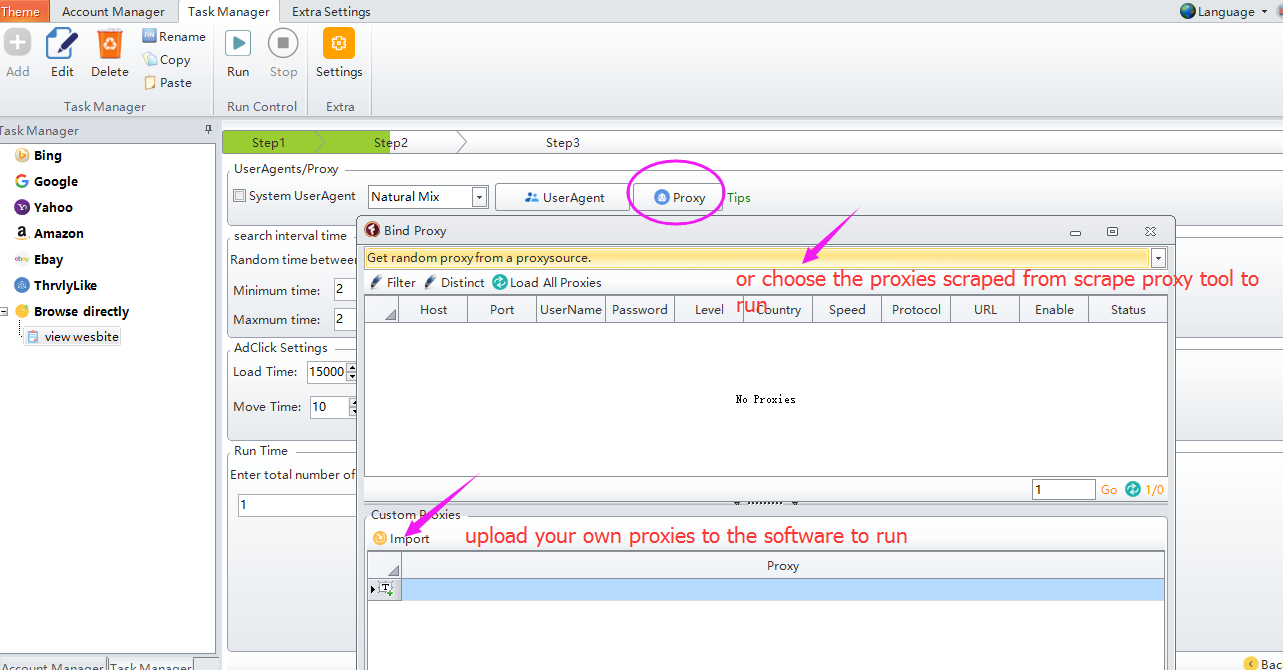 Theme Account Manager Task Manager Extra Settings Language
Rename
Copy
Paste
Add Edit Delete Run Stop Settings
Task Manager Run Control Extra
Task Manager
Bing
Google
Yahoo
Amazon
Ebay
ThrvlyLike
Browse directly
view wesbite
Account Manager Task Manager
Step1 Step2 Step3
UserAgents/Proxy
System UserAgent Natural Mix UserAgent Proxy Tips
search interval time
Random time between
Minimum time: 2
Maxmum time: 2
AdClick Settings
Load Time: 15000
Move Time: 10
Run Time
Enter total number of
1
Bind Proxy
Get random proxy from a proxysource.
Filter Distinct Load All Proxies
or choose the proxies scraped from scrape proxy tool to
run
Host Port UserName Password Level Country Speed Protocol URL Enable Status
No Proxies
1 Go 1/0
Custom Proxies
Import
upload your own proxies to the software to run
Proxy
Bac